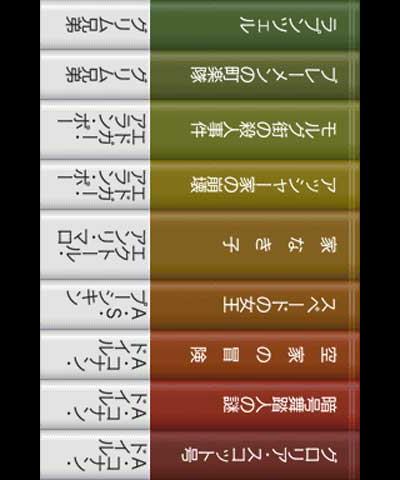 グロリア・スコット号
A・コナン・
ドイル
暗号舞踏人の謎
A・コナン・
ドイル
空家の冒険
A・コナン・
ドイル
スペードの女王
A・S・
プーシキン
家なき子
エクトール・
アンリ・マロ
アッシャー家の崩壊
エドガー・
アラン・ポー
モルグ街の殺人事件
エドガー・
アラン・ポー
ブレーメンの町楽隊
グリム兄弟
ラプンツェル
グリム兄弟